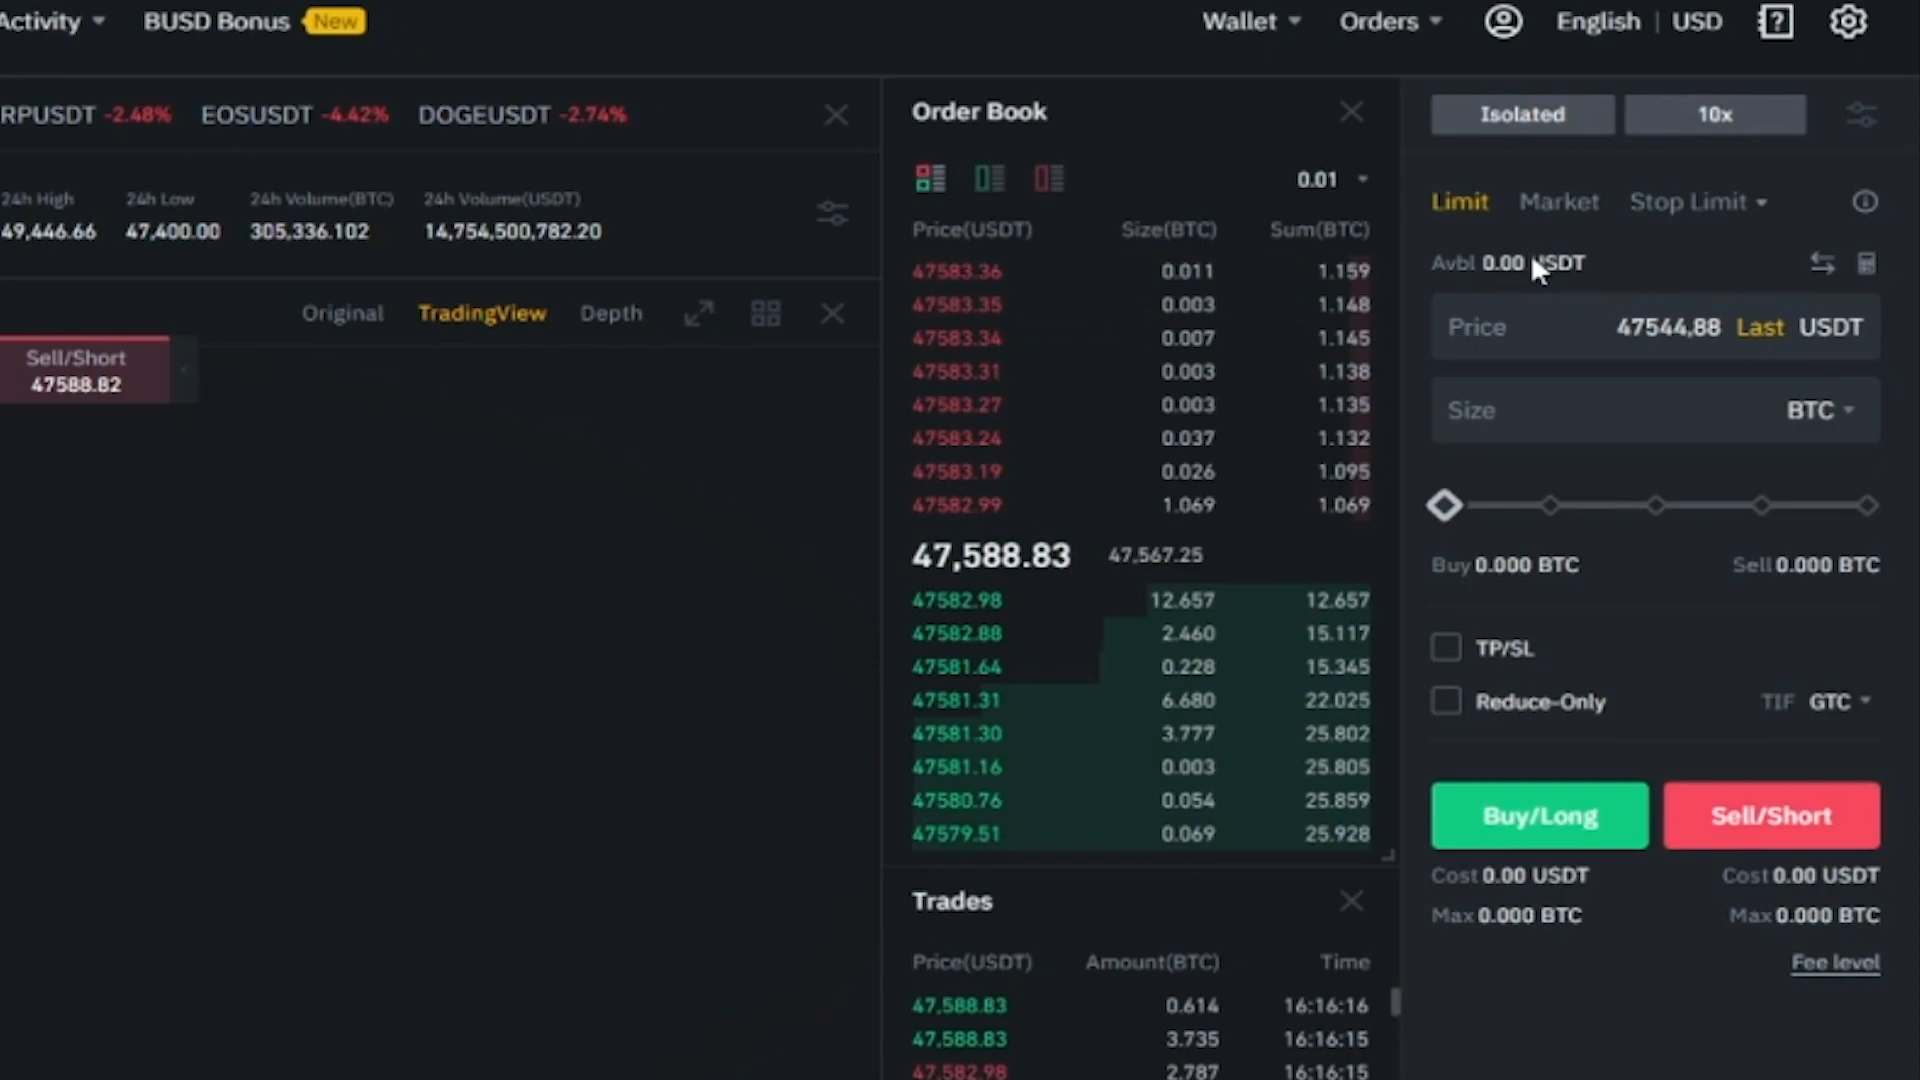 Activity BUSD Bonus New Wallet Orders English USD ?
RPUSDT -2.48% EOSUSDT -4.42% DOGEUSDT -2.74%
24h High 24h Low 24h Volume(BTC) 24h Volume(USDT)
49,446.66 47,400.00 305,336.102 14,754,500,782.20
Original TradingView Depth
Sell/Short
47588.82
Order Book
0.01
Price(USDT) Size(BTC) Sum(BTC)
47583.36 0.011 1.159
47583.35 0.003 1.148
47583.34 0.007 1.145
47583.31 0.003 1.138
47583.27 0.003 1.135
47583.24 0.037 1.132
47583.19 0.026 1.095
47582.99 1.069 1.069
47,588.83 47,567.25
47582.98 12.657 12.657
47582.88 2.460 15.117
47581.64 0.228 15.345
47581.31 6.680 22.025
47581.30 3.777 25.802
47581.16 0.003 25.805
47580.76 0.054 25.859
47579.51 0.069 25.928
Trades
Price(USDT) Amount(BTC) Time
47,588.83 0.614 16:16:16
47,588.83 3.735 16:16:15
47,582.98 2.787 16:16:15
Isolated 10x
Limit Market Stop Limit
Avbl 0.00 USDT
Price 47544,88 Last USDT
Size BTC
Buy 0.000 BTC Sell 0.000 BTC
TP/SL
Reduce-Only TIF GTC
Buy/Long Sell/Short
Cost 0.00 USDT Cost 0.00 USDT
Max 0.000 BTC Max 0.000 BTC
Fee level